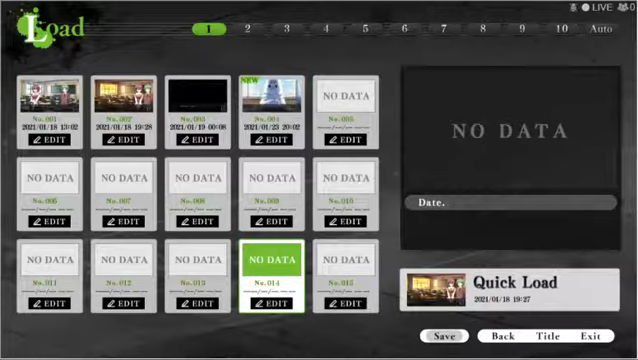 Load
1 2 3 4 5 6 7 8 9 10 Auto
LIVE 0
NEW
NO DATA
No.001 No.002 No.003 No.004 No.005
2021/01/18 13:02 2021/01/18 19:28 2021/01/19 00:08 2021/01/23 20:02 --/--/-- --:--
EDIT EDIT EDIT EDIT EDIT
NO DATA
Date.
NO DATA NO DATA NO DATA NO DATA NO DATA
No.006 No.007 No.008 No.009 No.010
EDIT EDIT EDIT EDIT EDIT
NO DATA NO DATA NO DATA NO DATA NO DATA
No.011 No.012 No.013 No.014 No.015
EDIT EDIT EDIT EDIT EDIT
Quick Load
2021/01/18 19:27
Save Back Title Exit